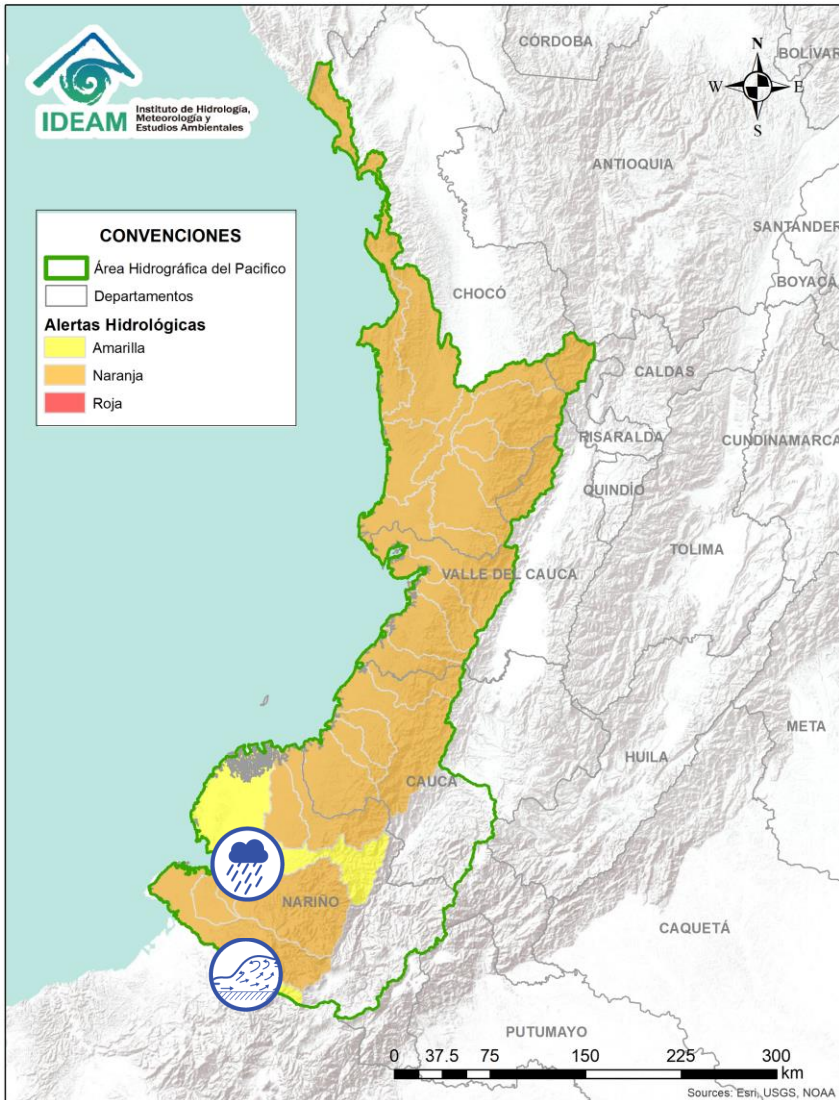 IDEAM
Instituto de Hidrología,
Meteorología y
Estudios Ambientales
CÓRDOBA
BOLÍVAR
N
W
E
S
ANTIOQUIA
SANTANDER
CONVENCIONES
Área Hidrográfica del Pacifico
Departamentos
Alertas Hidrológicas
Amarilla
Naranja
Roja
BOYACÁ
CHOCÓ
CALDAS
RISARALDA
CUNDINAMARCA
QUINDÍO
TOLIMA
VALLE DEL CAUCA
META
HUILA
CAUCA
NARIÑO
CAQUETÁ
PUTUMAYO
0 37.5 75 150 225 300
km
Sources: Esri, USGS, NOAA